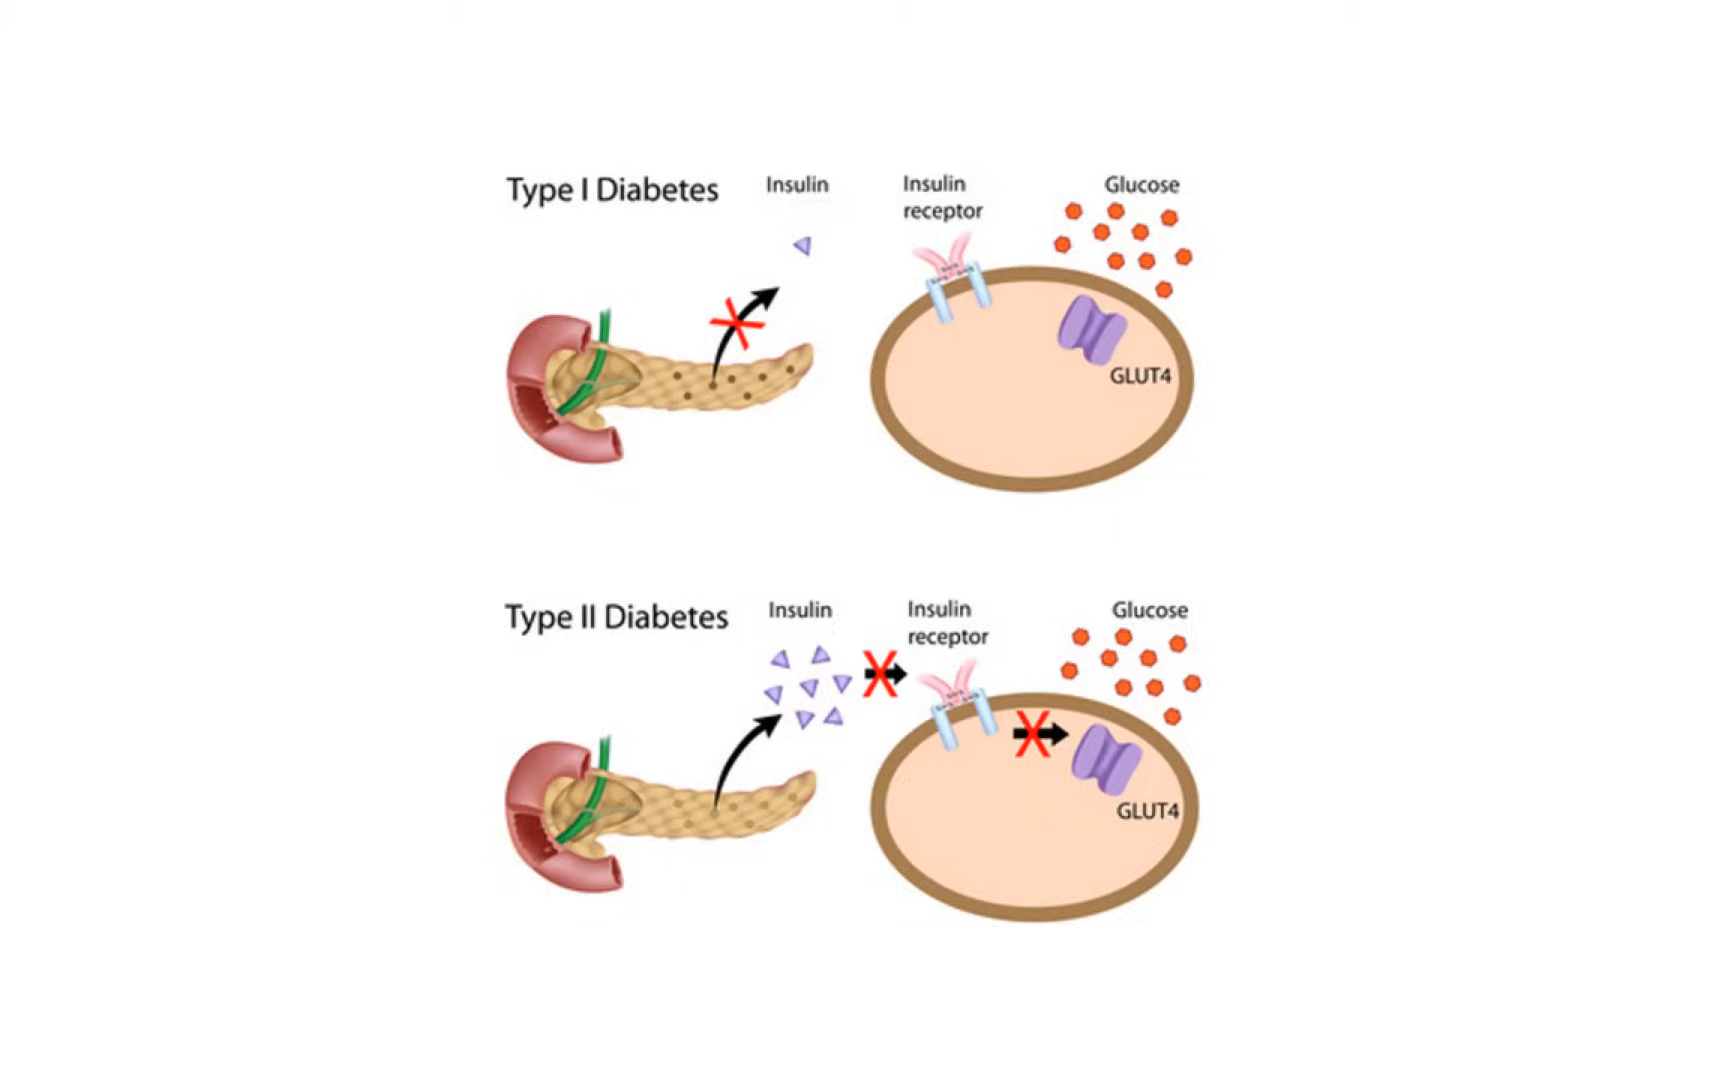 Type I Diabetes
Insulin
Insulin
receptor
Glucose
GLUT4
Type II Diabetes
Insulin
Insulin
receptor
Glucose
GLUT4